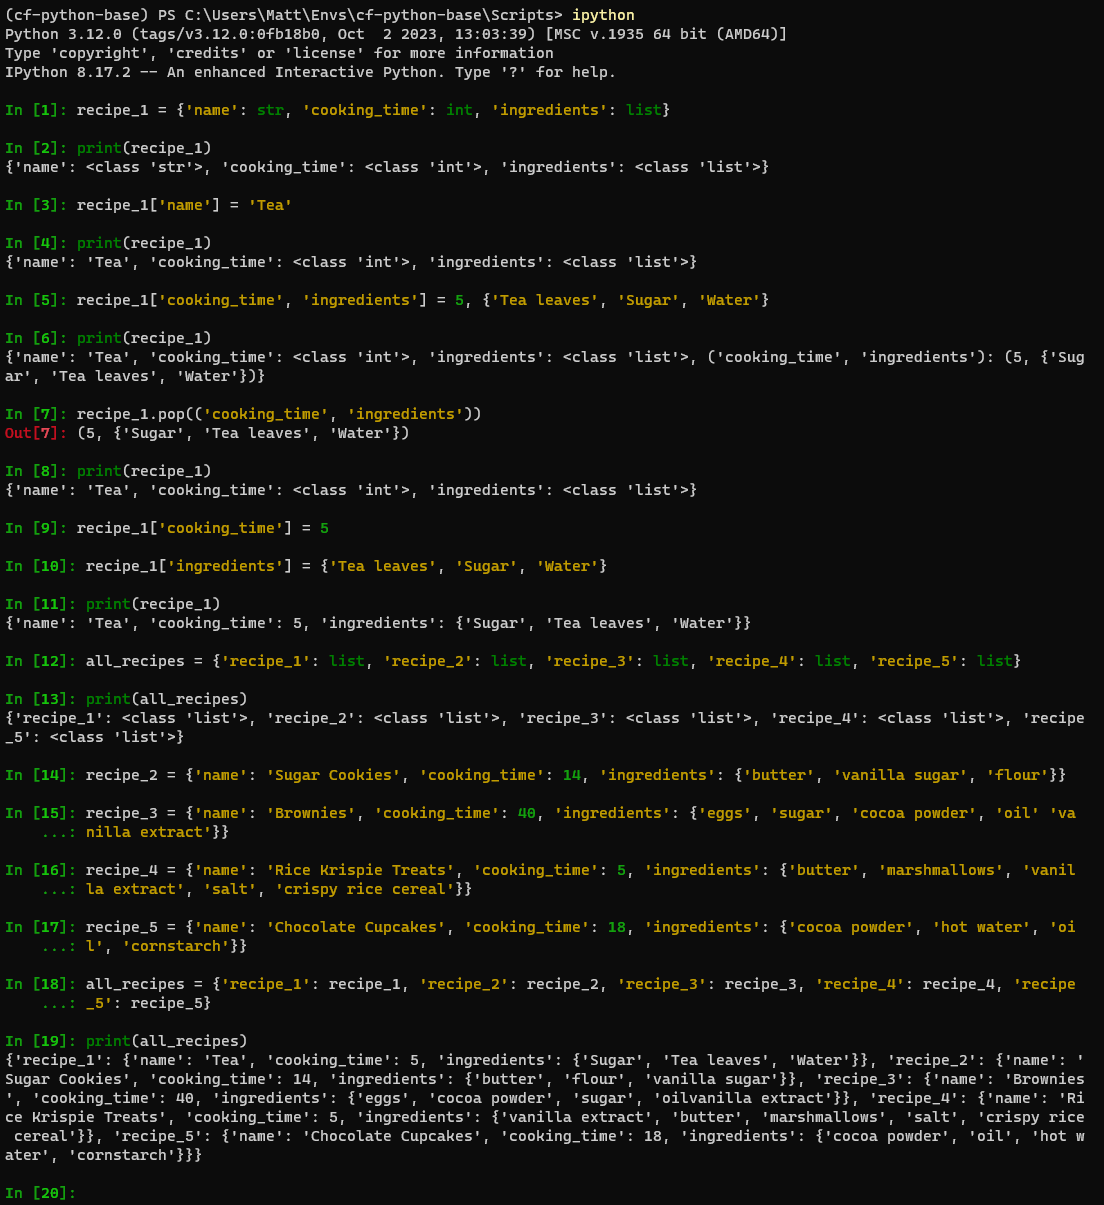 (cf-python-base) PS C:\Users\Matt\Envs\cf-python-base\Scripts> ipython
Python 3.12.0 (tags/v3.12.0:0fb18b0, Oct  2 2023, 13:03:39) [MSC v.1935 64 bit (AMD64)]
Type 'copyright', 'credits' or 'license' for more information
IPython 8.17.2 -- An enhanced Interactive Python. Type '?' for help.
In [1]: recipe_1 = {'name': str, 'cooking_time': int, 'ingredients': list}
In [2]: print(recipe_1)
{'name': <class 'str'>, 'cooking_time': <class 'int'>, 'ingredients': <class 'list'>}
In [3]: recipe_1['name'] = 'Tea'
In [4]: print(recipe_1)
{'name': 'Tea', 'cooking_time': <class 'int'>, 'ingredients': <class 'list'>}
In [5]: recipe_1['cooking_time', 'ingredients'] = 5, {'Tea leaves', 'Sugar', 'Water'}
In [6]: print(recipe_1)
{'name': 'Tea', 'cooking_time': <class 'int'>, 'ingredients': <class 'list'>, ('cooking_time', 'ingredients'): (5, {'Sug
ar', 'Tea leaves', 'Water'})}
In [7]: recipe_1.pop(('cooking_time', 'ingredients'))
Out[7]: (5, {'Sugar', 'Tea leaves', 'Water'})
In [8]: print(recipe_1)
{'name': 'Tea', 'cooking_time': <class 'int'>, 'ingredients': <class 'list'>}
In [9]: recipe_1['cooking_time'] = 5
In [10]: recipe_1['ingredients'] = {'Tea leaves', 'Sugar', 'Water'}
In [11]: print(recipe_1)
{'name': 'Tea', 'cooking_time': 5, 'ingredients': {'Sugar', 'Tea leaves', 'Water'}}
In [12]: all_recipes = {'recipe_1': list, 'recipe_2': list, 'recipe_3': list, 'recipe_4': list, 'recipe_5': list}
In [13]: print(all_recipes)
{'recipe_1': <class 'list'>, 'recipe_2': <class 'list'>, 'recipe_3': <class 'list'>, 'recipe_4': <class 'list'>, 'recipe
_5': <class 'list'>}
In [14]: recipe_2 = {'name': 'Sugar Cookies', 'cooking_time': 14, 'ingredients': {'butter', 'vanilla sugar', 'flour'}}
In [15]: recipe_3 = {'name': 'Brownies', 'cooking_time': 40, 'ingredients': {'eggs', 'sugar', 'cocoa powder', 'oil' 'va
    ...: nilla extract'}}
In [16]: recipe_4 = {'name': 'Rice Krispie Treats', 'cooking_time': 5, 'ingredients': {'butter', 'marshmallows', 'vanil
    ...: la extract', 'salt', 'crispy rice cereal'}}
In [17]: recipe_5 = {'name': 'Chocolate Cupcakes', 'cooking_time': 18, 'ingredients': {'cocoa powder', 'hot water', 'oi
    ...: l', 'cornstarch'}}
In [18]: all_recipes = {'recipe_1': recipe_1, 'recipe_2': recipe_2, 'recipe_3': recipe_3, 'recipe_4': recipe_4, 'recipe
    ...: _5': recipe_5}
In [19]: print(all_recipes)
{'recipe_1': {'name': 'Tea', 'cooking_time': 5, 'ingredients': {'Sugar', 'Tea leaves', 'Water'}}, 'recipe_2': {'name': '
Sugar Cookies', 'cooking_time': 14, 'ingredients': {'butter', 'flour', 'vanilla sugar'}}, 'recipe_3': {'name': 'Brownies
', 'cooking_time': 40, 'ingredients': {'eggs', 'cocoa powder', 'sugar', 'oilvanilla extract'}}, 'recipe_4': {'name': 'Ri
ce Krispie Treats', 'cooking_time': 5, 'ingredients': {'vanilla extract', 'butter', 'marshmallows', 'salt', 'crispy rice
 cereal'}}, 'recipe_5': {'name': 'Chocolate Cupcakes', 'cooking_time': 18, 'ingredients': {'cocoa powder', 'oil', 'hot w
ater', 'cornstarch'}}}
In [20]: